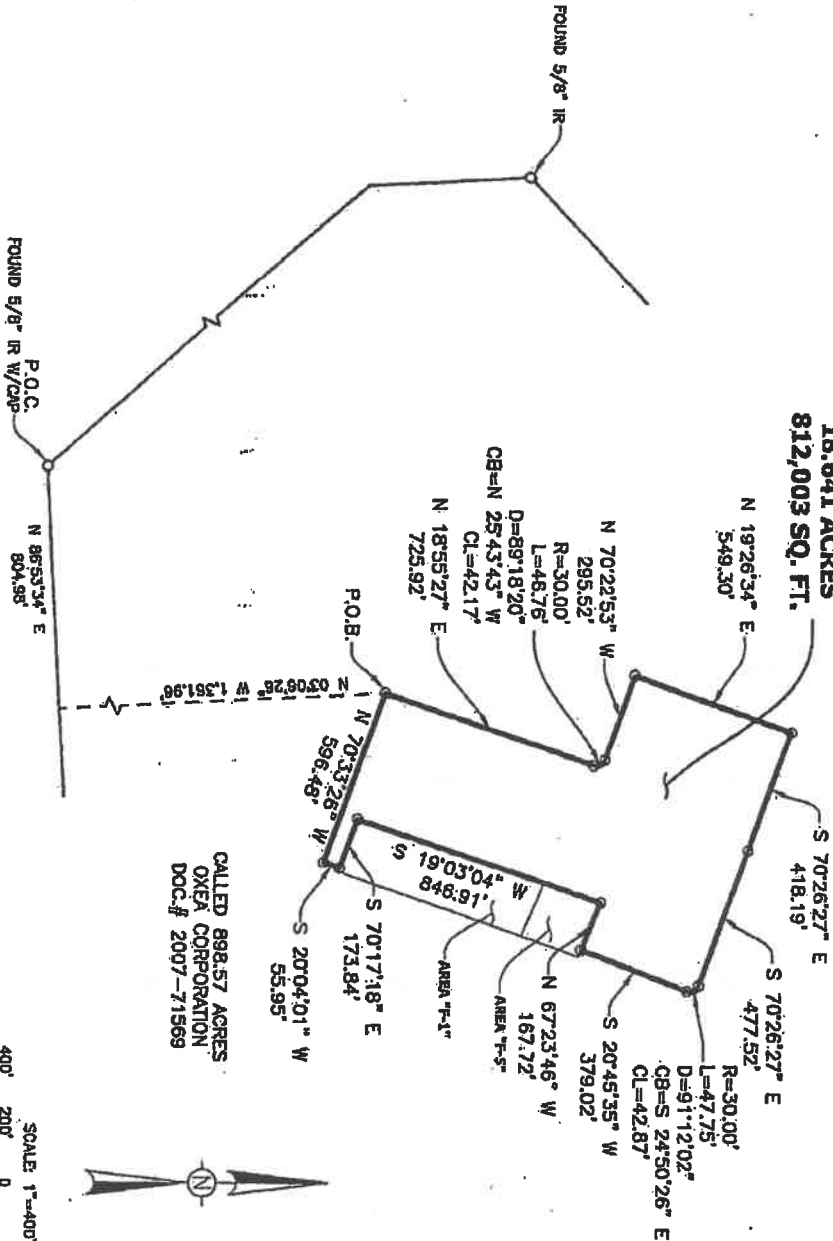 18.641 ACRES
812,003 SQ. FT.
FOUND 5/8" IR
N 19°26'34" E
549.30'
S 70°26'27" E
418.19'
S 70°26'27" E
477.52'
R=30.00'
L=47.75'
D=91°12'02"
CB=S 24°50'26" E
CL=42.87'
N 70°22'53" W
295.52'
R=30.00'
L=46.76'
D=89°18'20"
CB=N 25°43'43" W
CL=42.17'
N 18°55'27" E
725.92'
S 20°45'35" W
379.02'
N 67°23'46" W
167.72'
AREA "F-S"
AREA "F-1"
S 19°03'04" W
846.91'
S 70°17'18" E
173.84'
S 20°04'01" W
55.95'
P.O.B.
N 70°33'26" W
596.48'
N 03°06'26" W 1,361.96'
P.O.C.
FOUND 5/8" IR W/CAP
N 86°53'34" E
804.98'
CALLED 898.57 ACRES
OXEA CORPORATION
DOC.# 2007-71569
N
SCALE: 1"=400'
400' 200' 0